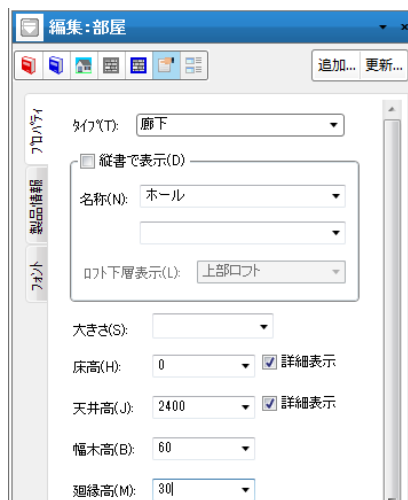 編集:部屋
追加... 更新...
プロパティ
製品情報
フォント
タイプ(T): 廊下
縦書で表示(D)
名称(N): ホール
ロフト下層表示(L): 上部ロフト
大きさ(S):
床高(H): 0 詳細表示
天井高(J): 2400 詳細表示
幅木高(B): 60
廻縁高(M): 30